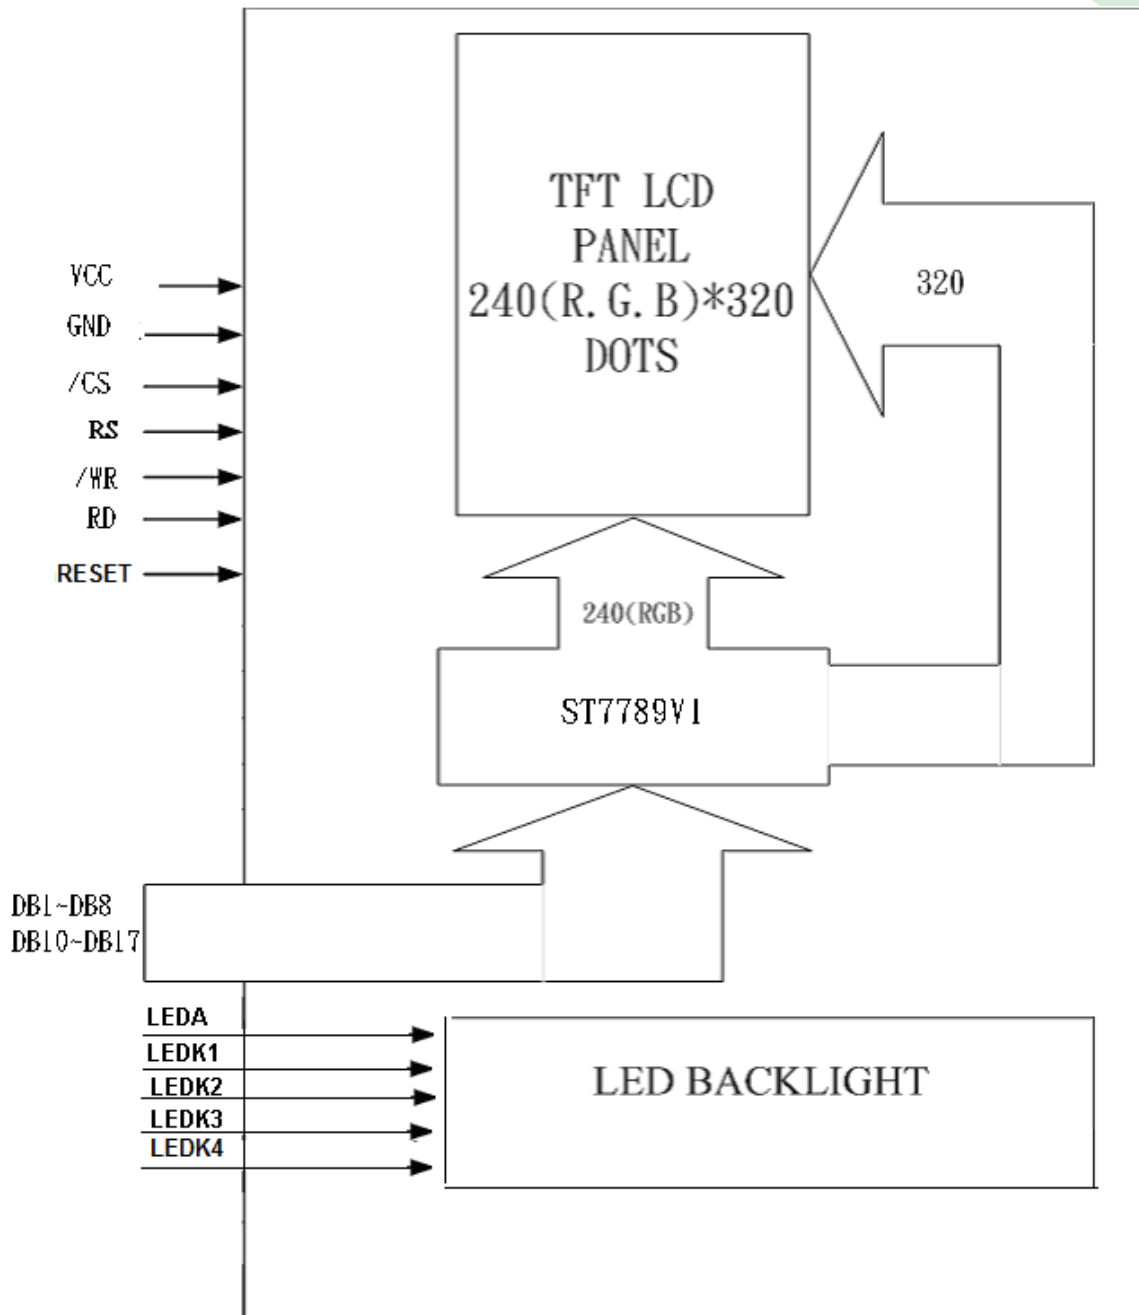 TFT LCD
PANEL
240(R.G.B)*320
DOTS
320
VCC
GND
/CS
RS
/WR
RD
RESET
240(RGB)
ST7789V1
DB1~DB8
DB10~DB17
LEDA
LEDK1
LEDK2
LEDK3
LEDK4
LED BACKLIGHT